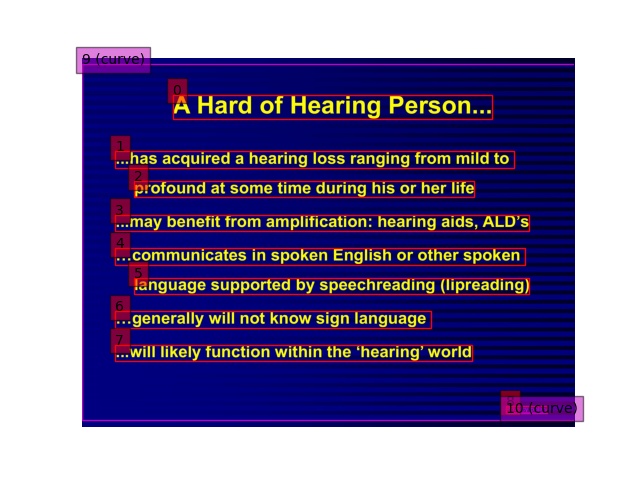 A Hard of Hearing Person...
...has acquired a hearing loss ranging from mild to
profound at some time during his or her life
...may benefit from amplification: hearing aids, ALD’s
...communicates in spoken English or other spoken
language supported by speechreading (lipreading)
...generally will not know sign language
...will likely function within the ‘hearing’ world
0
1
2
3
4
5
6
7
9 (curve)
10 (curve)